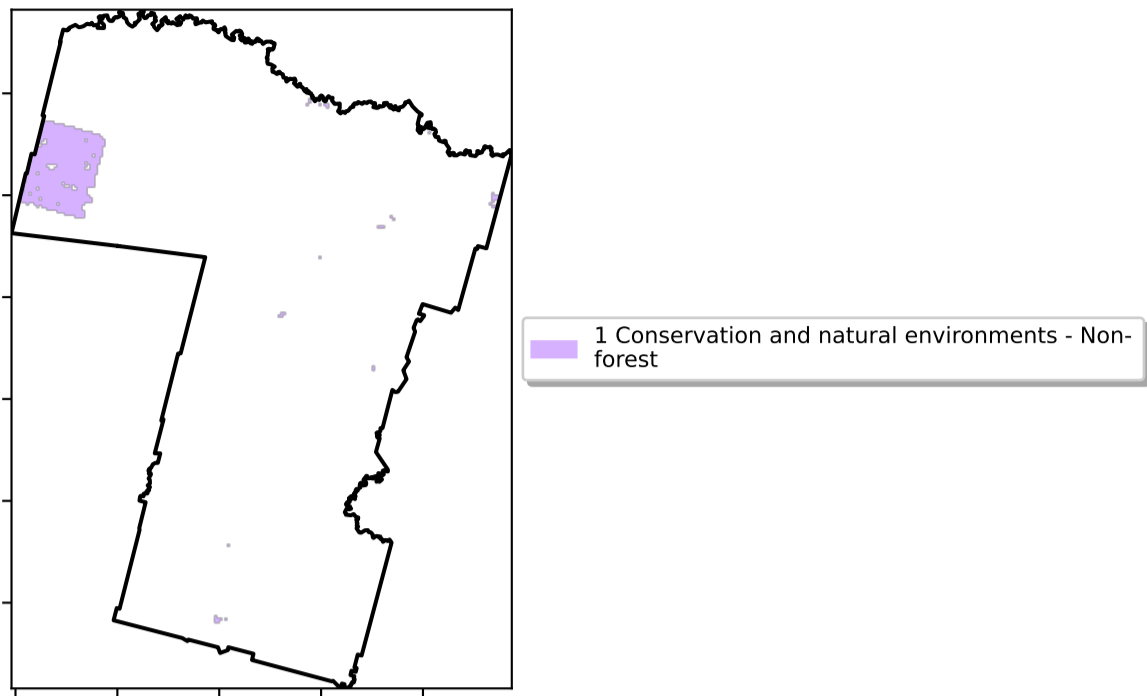 1 Conservation and natural environments - Non-
forest